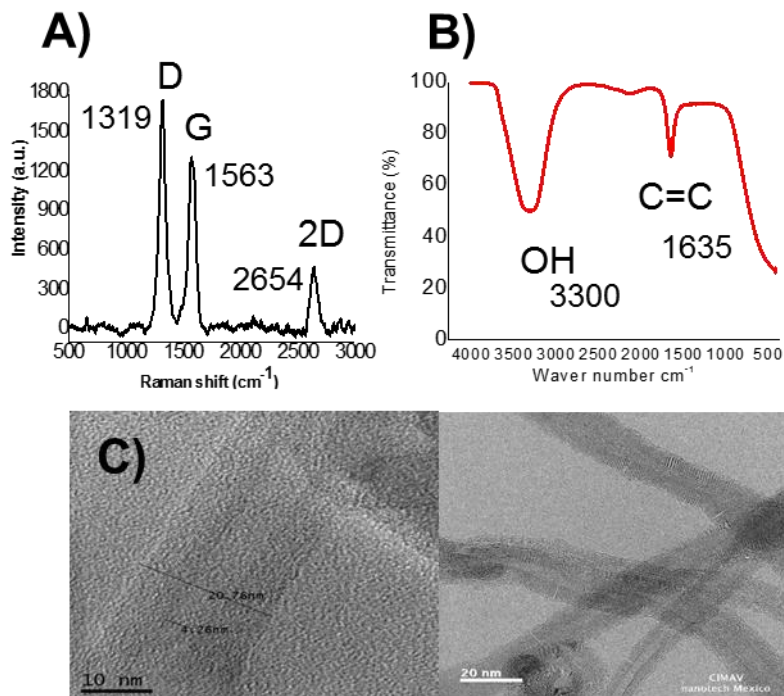 A)
D
1319
G
1563
2D
2654
Intensity (a.u.)
1800
1500
1200
900
600
300
0
500 1000 1500 2000 2500 3000
Raman shift (cm⁻¹)
B)
100
80
60
40
20
0
Transmittance (%)
C=C
1635
OH
3300
4000 3500 3000 2500 2000 1500 1000 500
Waver number cm⁻¹
C)
20.78nm
4.26nm
10 nm
20 nm
CIMAV
nanotech Mexico